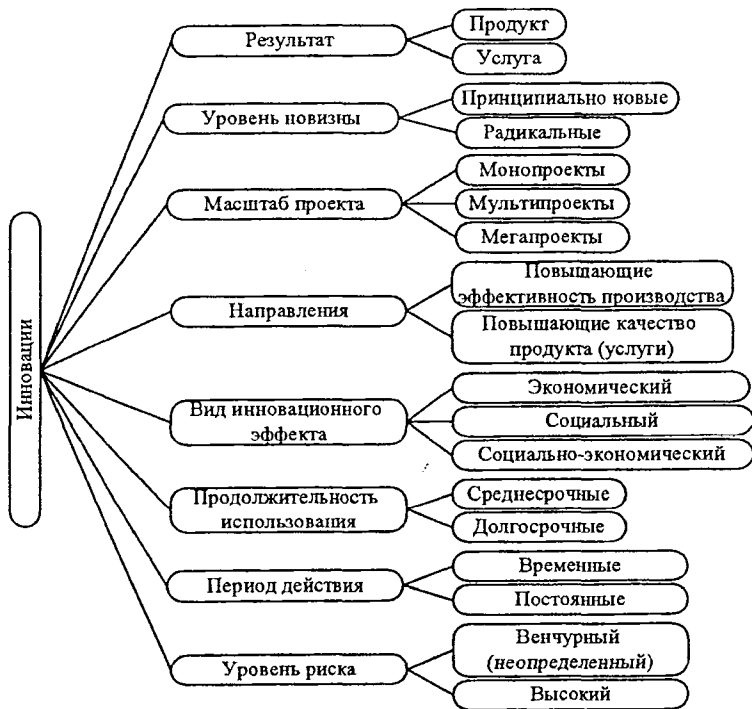 Инновации
Результат
Продукт
Услуга
Уровень новизны
Принципиально новые
Радикальные
Масштаб проекта
Монопроекты
Мультипроекты
Мегапроекты
Направления
Повышающие
эффективность производства
Повышающие качество
продукта (услуги)
Вид инновационного
эффекта
Экономический
Социальный
Социально-экономический
Продолжительность
использования
Среднесрочные
Долгосрочные
Период действия
Временные
Постоянные
Уровень риска
Венчурный
(неопределенный)
Высокий